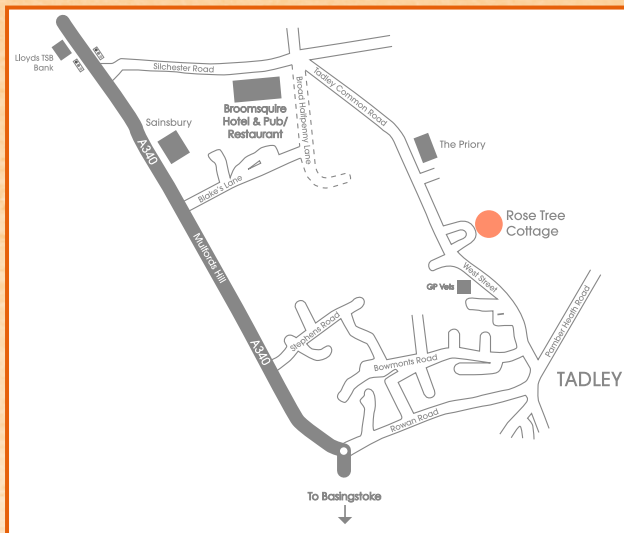 Lloyds TSB
Bank
Silchester Road
Sainsbury
Broomsquire
Hotel & Pub/
Restaurant
Broad Halfpenny Lane
Tadley Common Road
The Priory
A340
Blake's Lane
Rose Tree
Cottage
Mulfords Hill
West Street
GP Vets
Pamber Heath Road
Stephens Road
A340
Bowmonts Road
TADLEY
Rowan Road
To Basingstoke